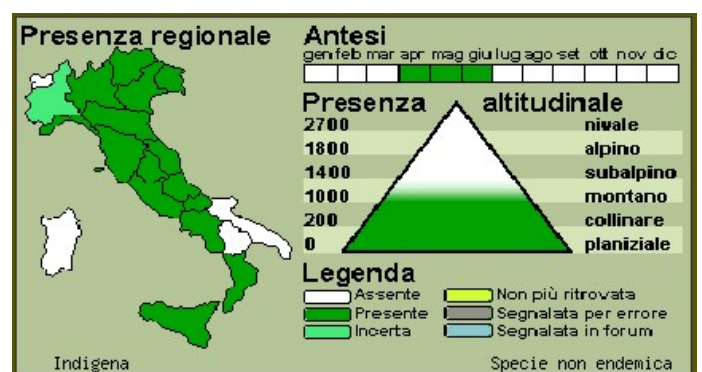 Presenza regionale
Antesi
gen feb mar apr mag giu lug ago set ott nov dic
Presenza altitudinale
2700 nivale
1800 alpino
1400 subalpino
1000 montano
200 collinare
0 planiziale
Legenda
Assente Non più ritrovata
Presente Segnalata per errore
Incerta Segnalata in forum
Indigena Specie non endemica